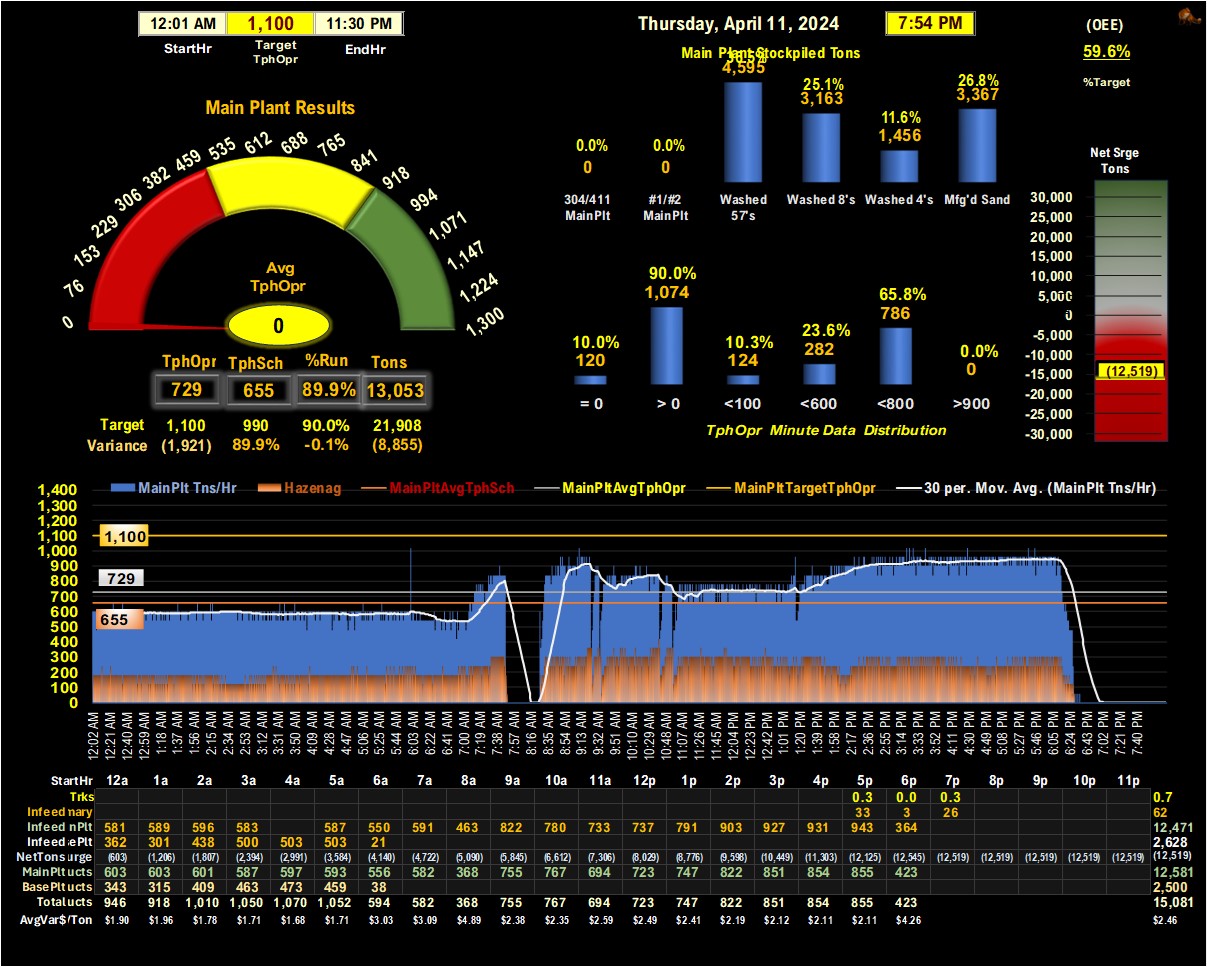 12:01 AM 1,100 11:30 PM
StartHr Target TphOpr EndHr
Thursday, April 11, 2024 7:54 PM
(OEE)
59.6%
%Target
Main Plant Stockpiled Tons
4,595
25.1%
3,163
11.6%
1,456
26.8%
3,367
0.0% 0.0%
0 0
304/411 MainPlt #1/#2 MainPlt Washed 57's Washed 8's Washed 4's Mfg'd Sand
Main Plant Results
0 76 153 229 306 382 459 535 612 688 765 841 918 994 1,071 1,147 1,224 1,300
Avg
TphOpr
0
TphOpr TphSch %Run Tons
729 655 89.9% 13,053
Target 1,100 990 90.0% 21,908
Variance (1,921) 89.9% -0.1% (8,855)
10.0% 90.0% 10.3% 23.6% 65.8% 0.0%
120 1,074 124 282 786 0
= 0 > 0 <100 <600 <800 >900
TphOpr Minute Data Distribution
Net Srge
Tons
30,000
25,000
20,000
15,000
10,000
5,000
0
-5,000
-10,000
(12,519)
-15,000
-20,000
-25,000
-30,000
MainPlt Tns/Hr Hazenag MainPltAvgTphSch MainPltAvgTphOpr MainPltTargetTphOpr 30 per. Mov. Avg. (MainPlt Tns/Hr)
1,400
1,300
1,200
1,100
1,000
900
800
700
600
500
400
300
200
100
0
1,100
729
655
12:02 AM 12:21 AM 12:40 AM 12:59 AM 1:18 AM 1:37 AM 1:56 AM 2:15 AM 2:34 AM 2:53 AM 3:12 AM 3:31 AM 3:50 AM 4:09 AM 4:28 AM 4:47 AM 5:06 AM 5:25 AM 5:44 AM 6:03 AM 6:22 AM 6:41 AM 7:00 AM 7:19 AM 7:38 AM 7:57 AM 8:16 AM 8:35 AM 8:54 AM 9:13 AM 9:32 AM 9:51 AM 10:10 AM 10:29 AM 10:48 AM 11:07 AM 11:26 AM 11:45 AM 12:04 PM 12:23 PM 12:42 PM 1:01 PM 1:20 PM 1:39 PM 1:58 PM 2:17 PM 2:36 PM 2:55 PM 3:14 PM 3:33 PM 3:52 PM 4:11 PM 4:30 PM 4:49 PM 5:08 PM 5:27 PM 5:46 PM 6:05 PM 6:24 PM 6:43 PM 7:02 PM 7:21 PM 7:40 PM
StartHr 12a 1a 2a 3a 4a 5a 6a 7a 8a 9a 10a 11a 12p 1p 2p 3p 4p 5p 6p 7p 8p 9p 10p 11p
Trks 0.3 0.0 0.3 0.7
Infeed mary 33 3 26 62
Infeed nPlt 581 589 596 583 587 550 591 463 822 780 733 737 791 903 927 931 943 364 12,471
Infeed ePlt 362 301 438 500 503 503 21 2,628
NetTons urge (603) (1,206) (1,807) (2,394) (2,991) (3,584) (4,140) (4,722) (5,090) (5,845) (6,612) (7,306) (8,029) (8,776) (9,598) (10,449) (11,303) (12,125) (12,545) (12,519) (12,519) (12,519) (12,519) (12,519) (12,519)
MainPlt ucts 603 603 601 587 597 593 556 582 368 755 767 694 723 747 822 851 854 855 423 12,581
BasePlt ucts 343 315 409 463 473 459 38 2,500
Total ucts 946 918 1,010 1,050 1,070 1,052 594 582 368 755 767 694 723 747 822 851 854 855 423 15,081
AvgVar$/Ton $1.90 $1.96 $1.78 $1.71 $1.68 $1.71 $3.03 $3.09 $4.89 $2.38 $2.35 $2.59 $2.49 $2.41 $2.19 $2.12 $2.11 $2.11 $4.26 $2.46